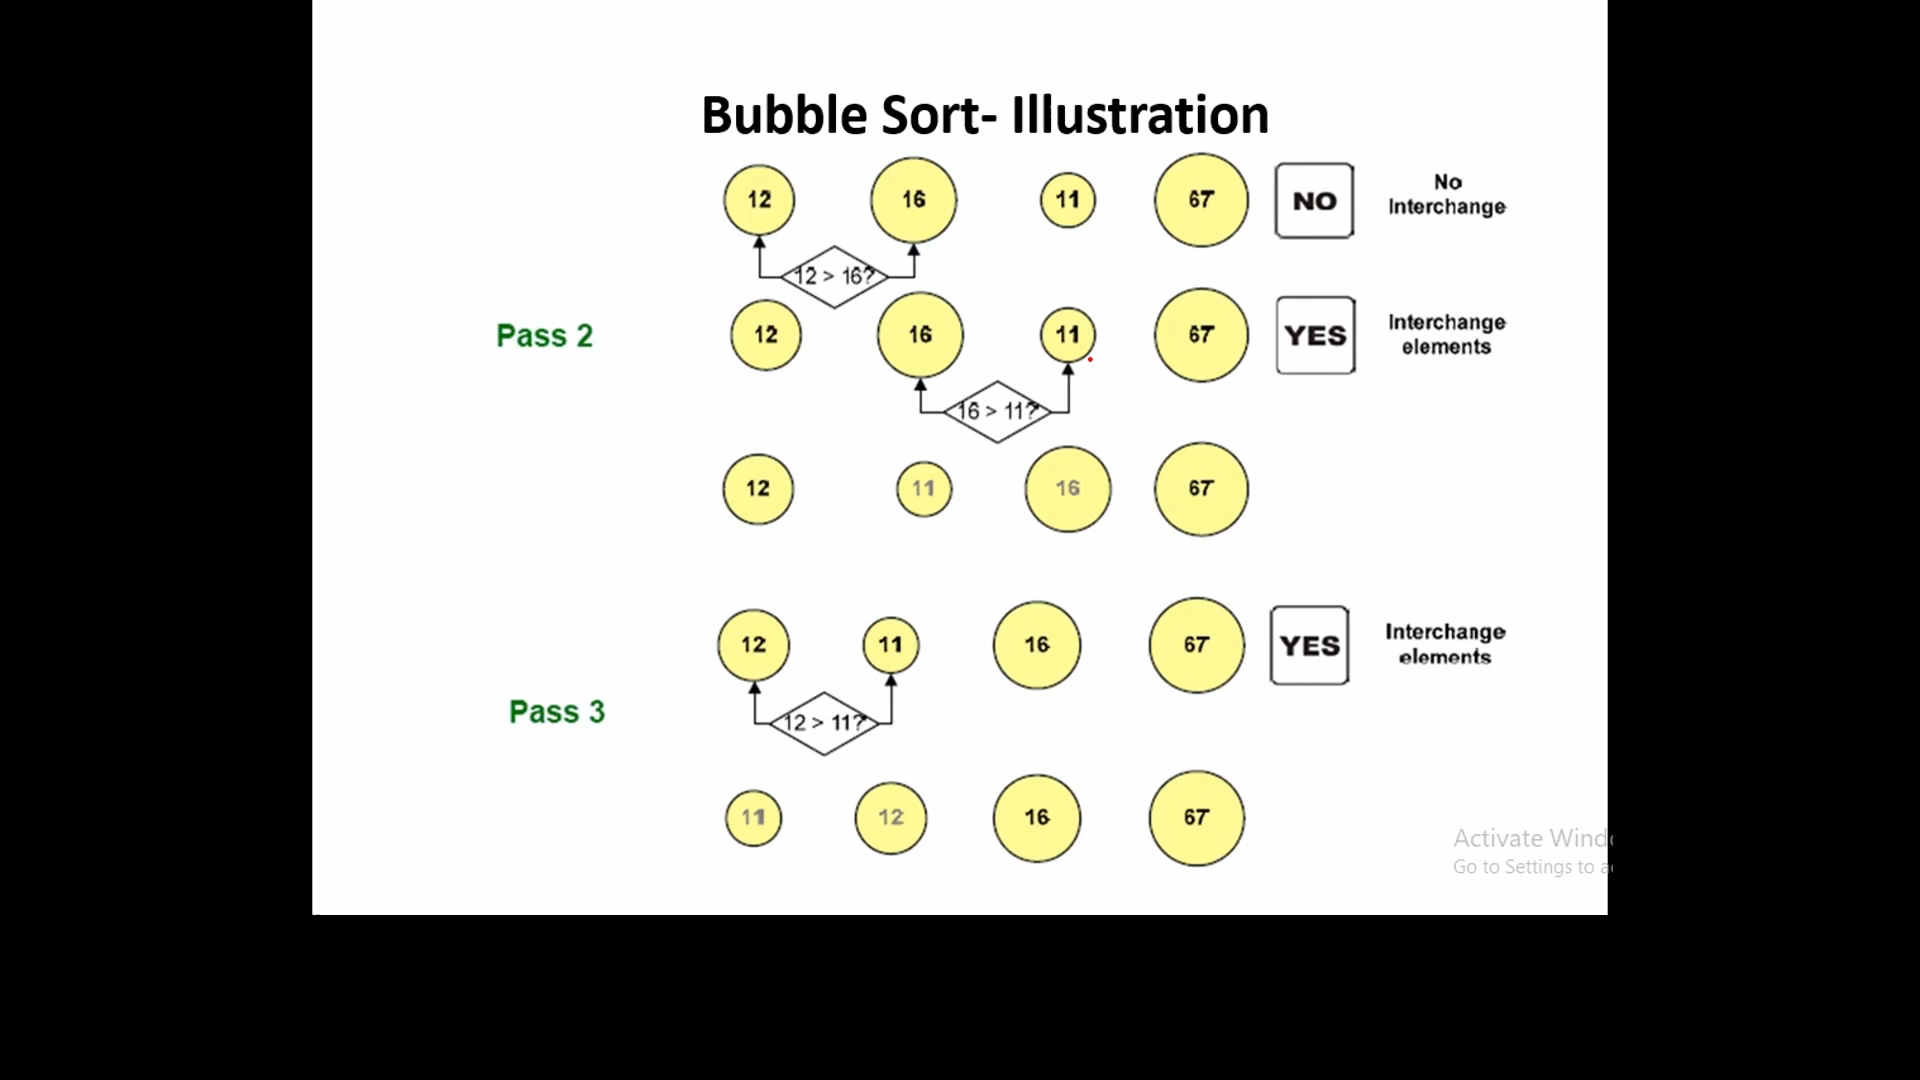 Bubble Sort- Illustration
12 16 11 67 NO No
Interchange
12 > 16?
Pass 2 12 16 11 67 YES Interchange
elements
16 > 11?
12 11 16 67
12 11 16 67 YES Interchange
elements
Pass 3 12 > 11?
11 12 16 67
Activate Windo
Go to Settings to a